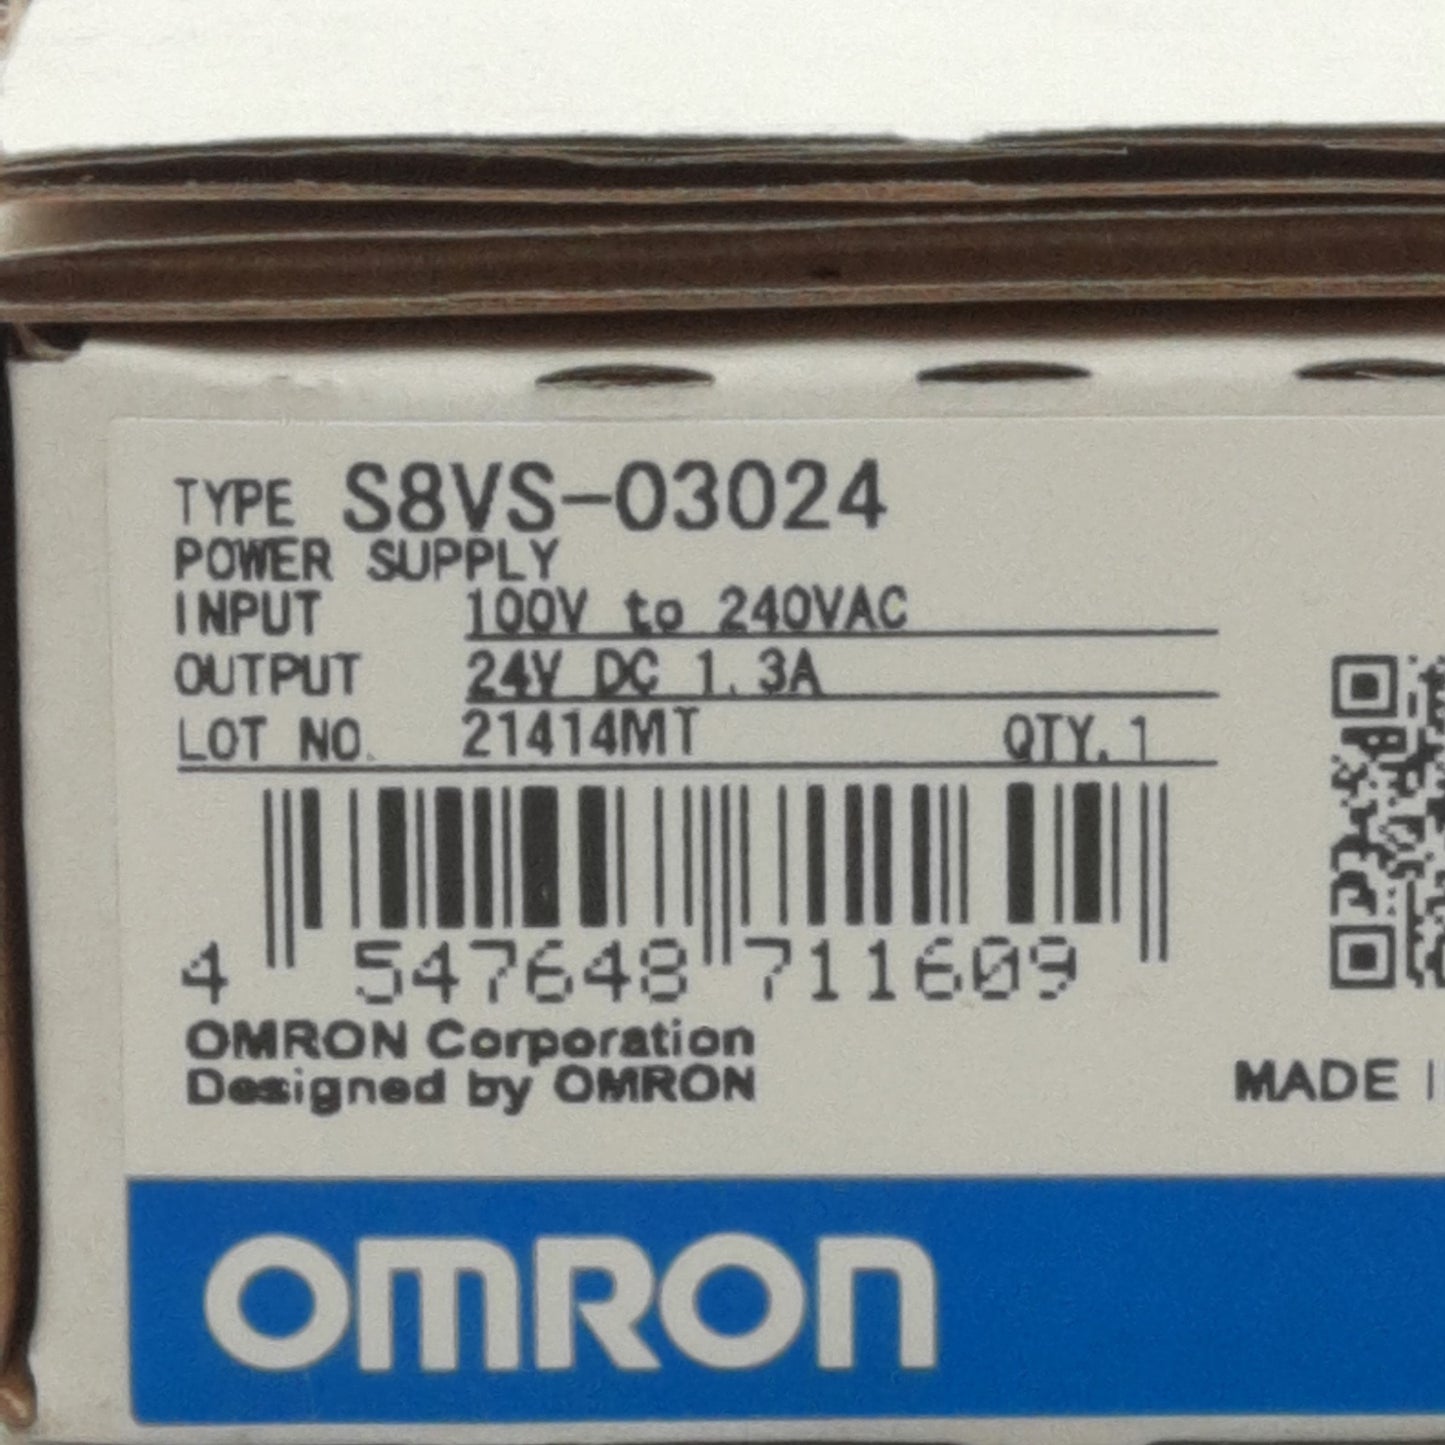 TYPE S8VS-03024
POWER SUPPLY
INPUT 100V to 240VAC
OUTPUT 24V DC 1.3A
LOT NO. 21414MT QTY.1
4 547648 711609
OMRON Corporation
Designed by OMRON
MADE I
OMRON